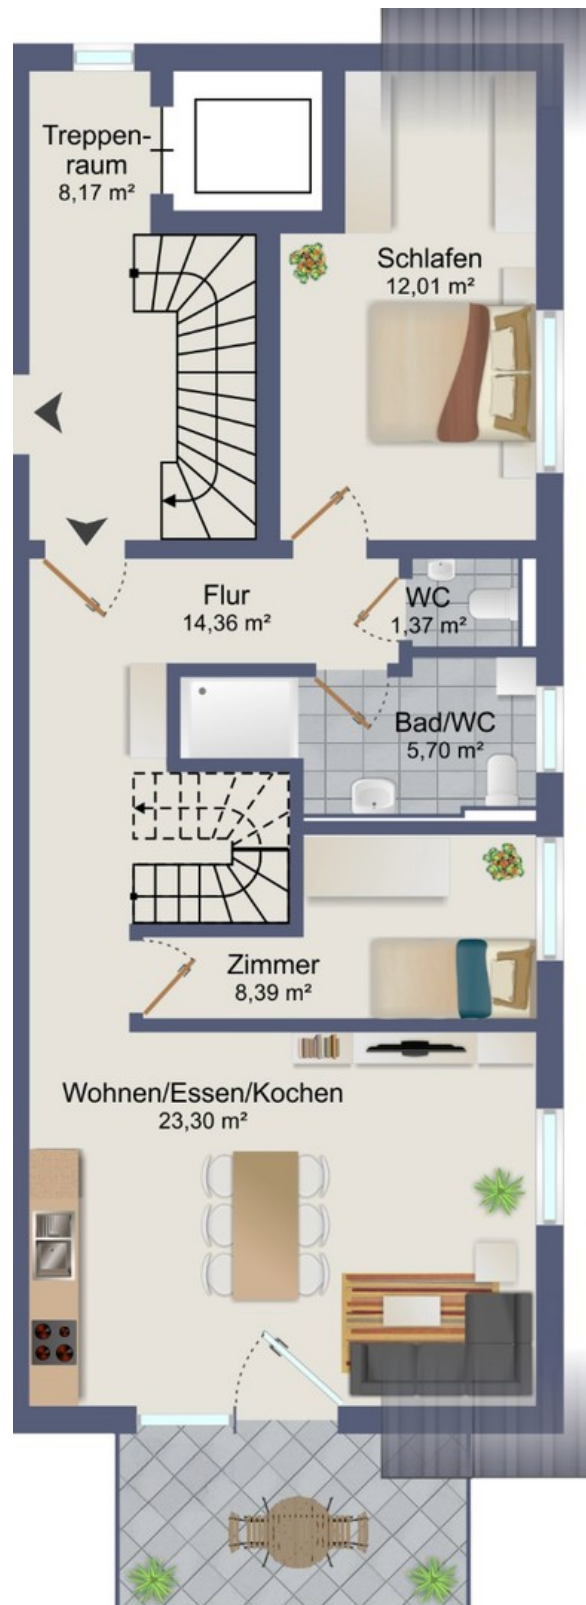 Treppen-
raum
8,17 m²
Schlafen
12,01 m²
Flur
14,36 m²
WC
1,37 m²
Bad/WC
5,70 m²
Zimmer
8,39 m²
Wohnen/Essen/Kochen
23,30 m²